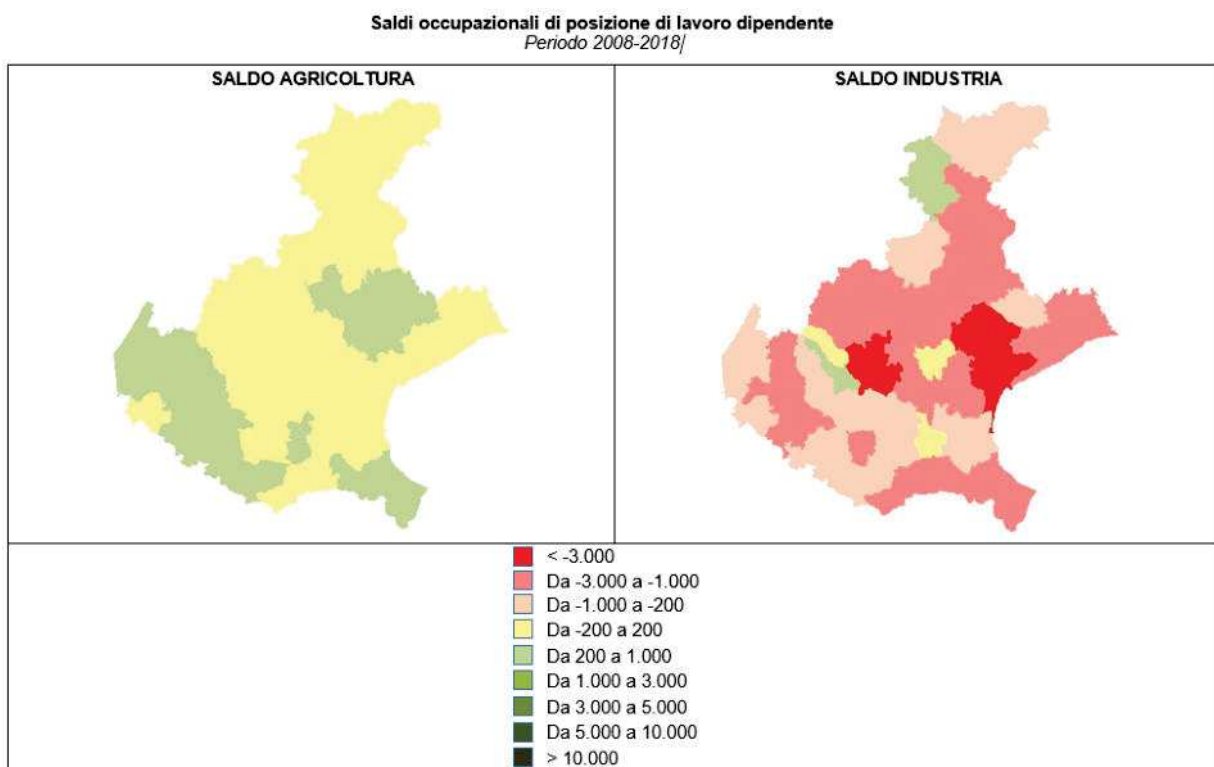 Saldi occupazionali di posizione di lavoro dipendente
Periodo 2008-2018/
SALDO AGRICOLTURA
SALDO INDUSTRIA
< -3.000
Da -3.000 a -1.000
Da -1.000 a -200
Da -200 a 200
Da 200 a 1.000
Da 1.000 a 3.000
Da 3.000 a 5.000
Da 5.000 a 10.000
> 10.000